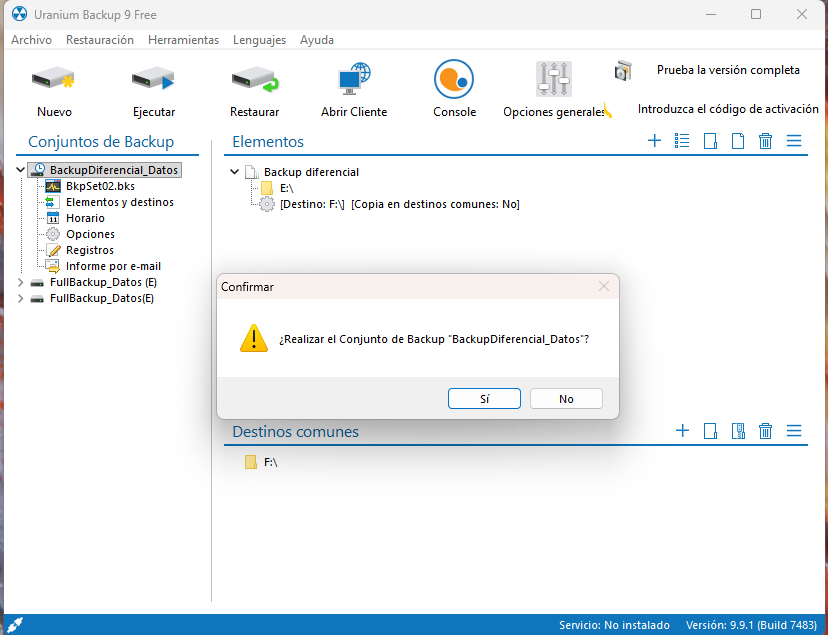 Uranium Backup 9 Free
Archivo Restauración Herramientas Lenguajes Ayuda
Nuevo
Ejecutar
Restaurar
Abrir Cliente
Console
Opciones generales
Prueba la versión completa
Introduzca el código de activación
Conjuntos de Backup
BackupDiferencial_Datos
BkpSet02.bks
Elementos y destinos
11
Horario
Opciones
Registros
Informe por e-mail
FullBackup_Datos (E)
FullBackup_Datos(E)
Elementos
Backup diferencial
E:\
[Destino: F:\] [Copia en destinos comunes: No]
Confirmar
¿Realizar el Conjunto de Backup "BackupDiferencial_Datos"?
Sí
No
Destinos comunes
F:\
Servicio: No instalado Versión: 9.9.1 (Build 7483)